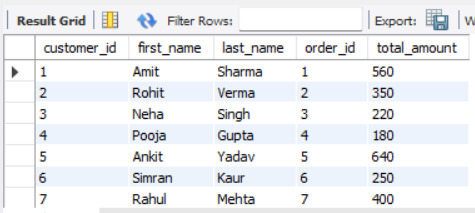 Result Grid Filter Rows: Export: W
customer_id first_name last_name order_id total_amount
1 Amit Sharma 1 560
2 Rohit Verma 2 350
3 Neha Singh 3 220
4 Pooja Gupta 4 180
5 Ankit Yadav 5 640
6 Simran Kaur 6 250
7 Rahul Mehta 7 400